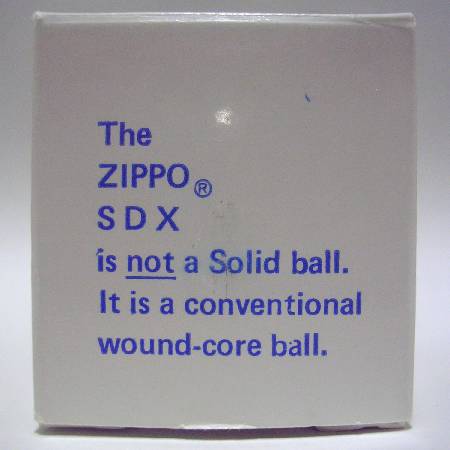 The
ZIPPO®
SDX
is not a Solid ball.
It is a conventional
wound-core ball.